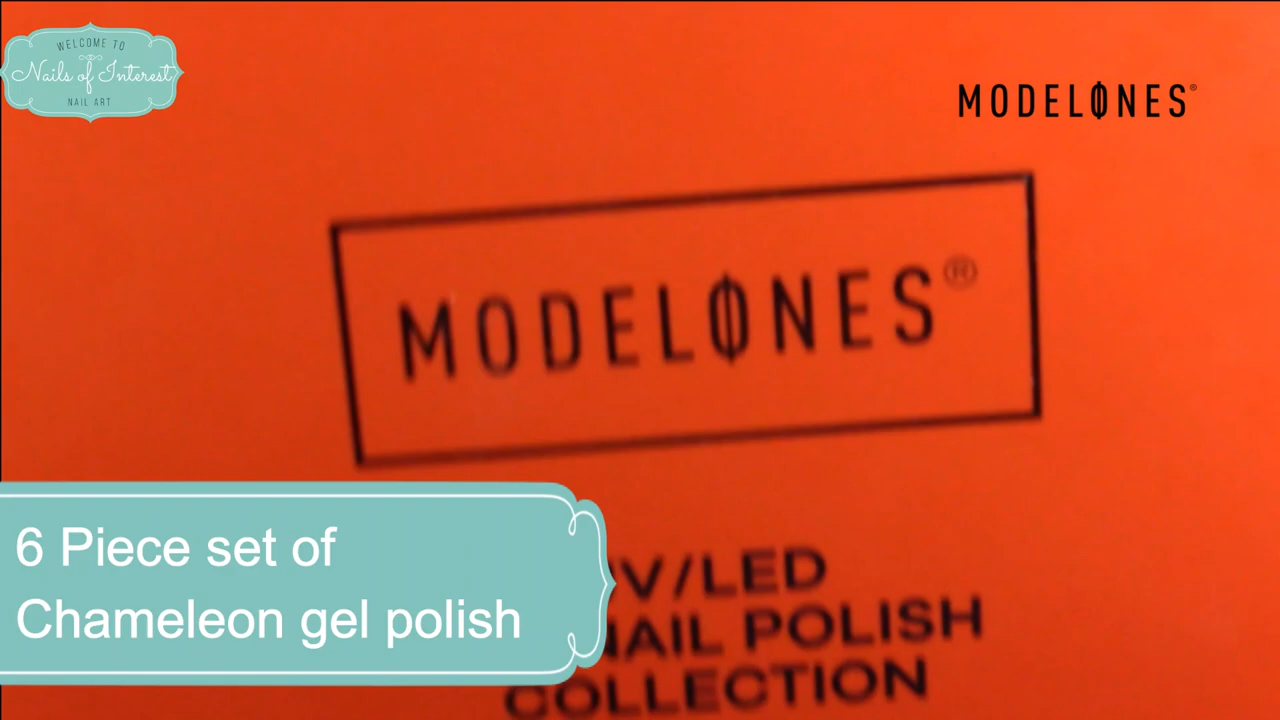 WELCOME TO
Nails of Interest
NAIL ART
MODELONES®
MODELONES®
V/LED
NAIL POLISH
COLLECTION
6 Piece set of
Chameleon gel polish